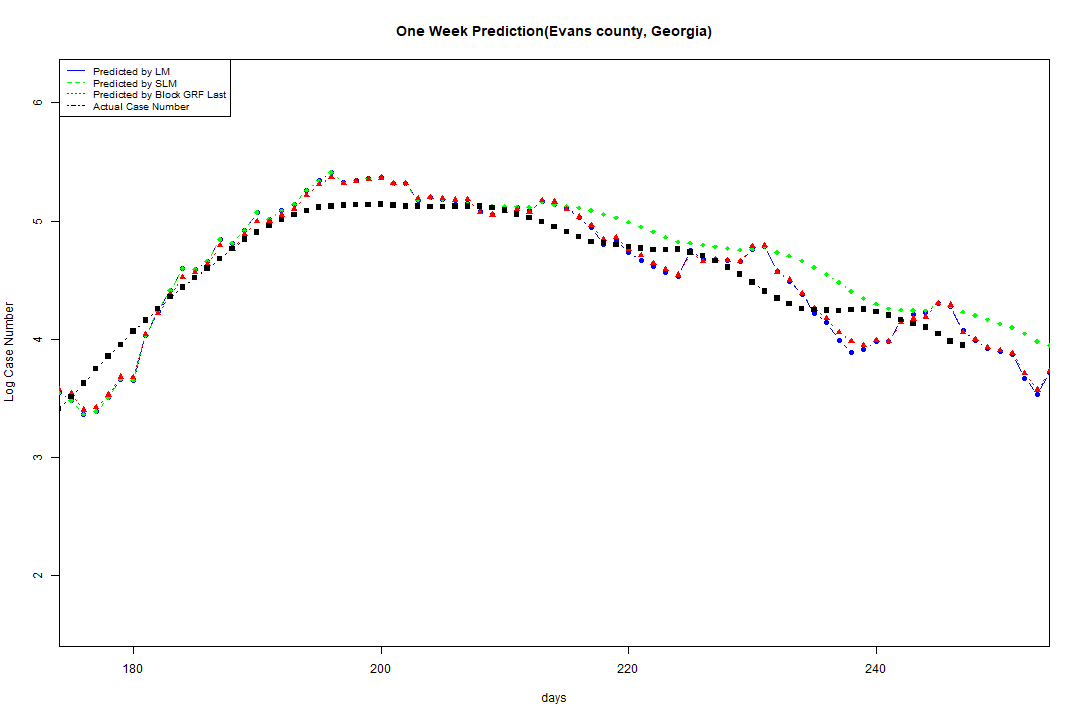 One Week Prediction(Evans county, Georgia)
Predicted by LM
Predicted by SLM
Predicted by Block GRF Last
Actual Case Number
6
5
4
3
2
Log Case Number
180 200 220 240
days